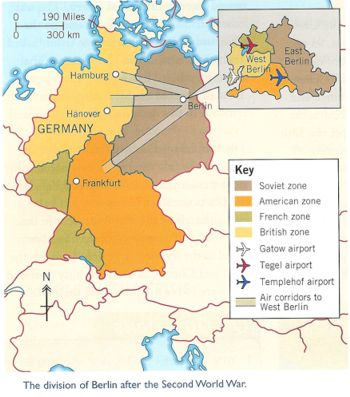 0 190 Miles
0 300 km
Hamburg
Hanover
GERMANY
Berlin
Frankfurt
East
Berlin
West
Berlin
N
Key
Soviet zone
American zone
French zone
British zone
Gatow airport
Tegel airport
Templehof airport
Air corridors to
West Berlin
The division of Berlin after the Second World War.